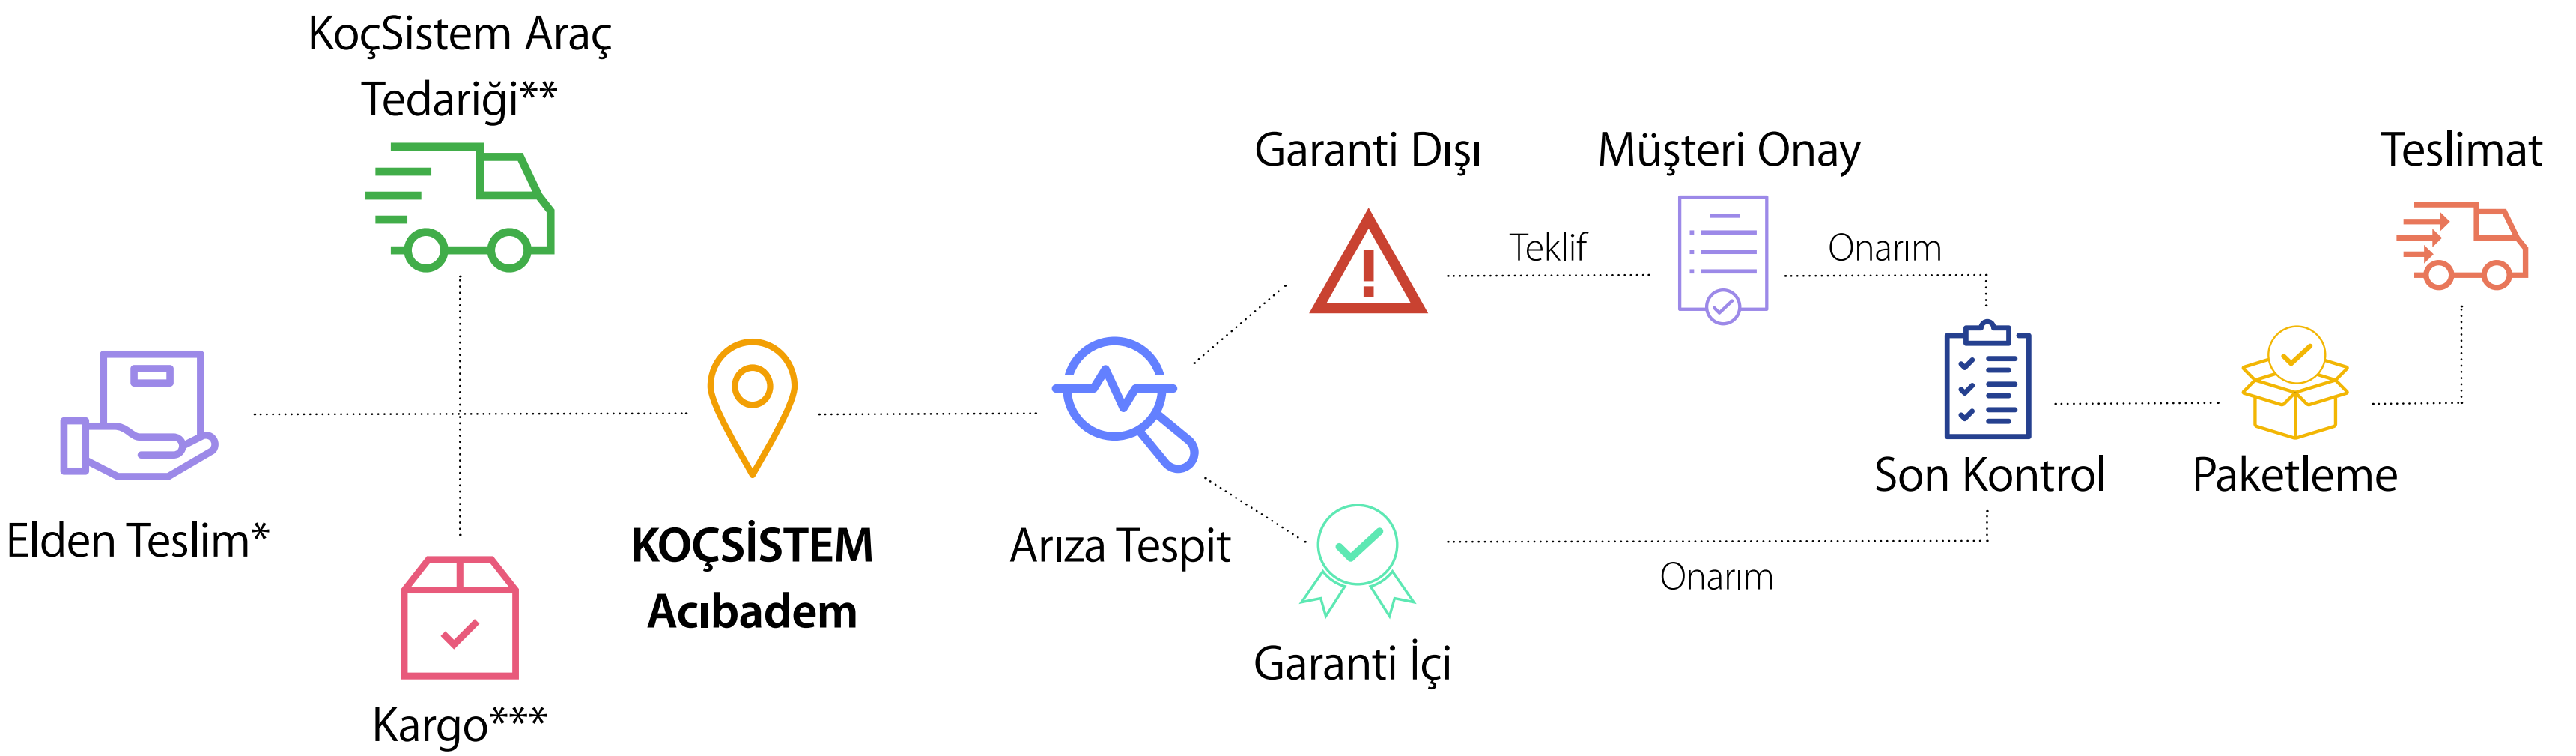 KoçSistem Araç
Tedariği**
Elden Teslim*
Kargo***
KOÇSİSTEM
Acıbadem
Arıza Tespit
Garanti Dışı
Teklif
Müşteri Onay
Onarım
Garanti İçi
Onarım
Son Kontrol
Paketleme
Teslimat